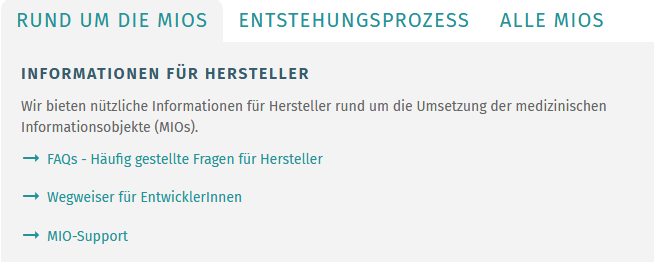 RUND UM DIE MIOS ENTSTEHUNGSPROZESS ALLE MIOS
INFORMATIONEN FÜR HERSTELLER
Wir bieten nützliche Informationen für Hersteller rund um die Umsetzung der medizinischen
Informationsobjekte (MIOs).
→ FAQs - Häufig gestellte Fragen für Hersteller
→ Wegweiser für EntwicklerInnen
→ MIO-Support